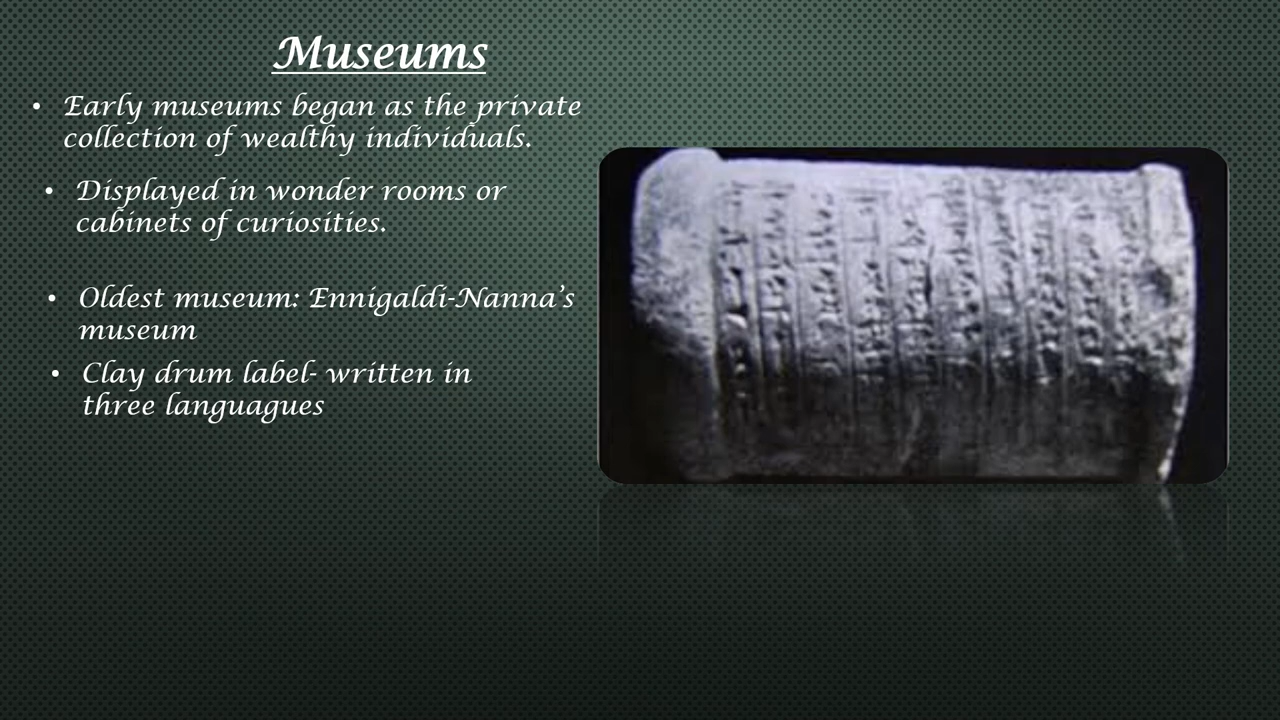 Museums
• Early museums began as the private
collection of wealthy individuals.
• Displayed in wonder rooms or
cabinets of curiosities.
• Oldest museum: Ennigaldi-Nanna's
museum
• Clay drum label- written in
three languagues